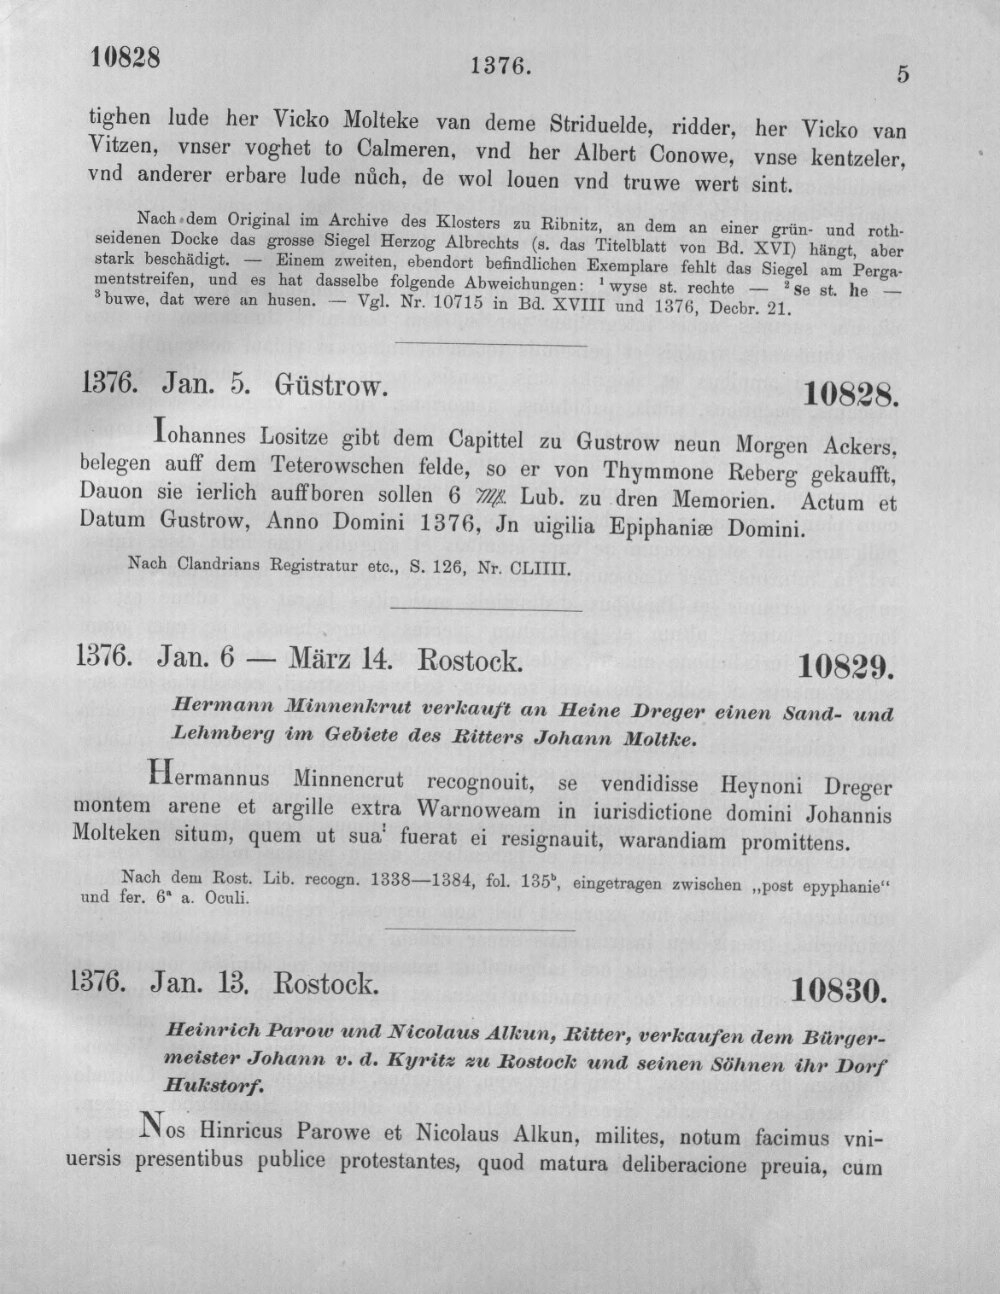 10828
1376.
5
tighen lude her Vicko Molteke van deme Striduelde, ridder, her Vicko van
Vitzen, vnser voghet to Calmeren, vnd her Albert Conowe, vnse kentzeler,
vnd anderer erbare lude nůch, de wol louen vnd truwe wert sint.
Nach dem Original im Archive des Klosters zu Ribnitz, an dem an einer grün- und roth-
seidenen Docke das grosse Siegel Herzog Albrechts (s. das Titelblatt von Bd. XVI) hängt, aber
stark beschädigt. — Einem zweiten, ebendort befindlichen Exemplare fehlt das Siegel am Perga-
mentstreifen, und es hat dasselbe folgende Abweichungen: ¹ wyse st. rechte — ² se st. he —
³ buwe, dat were an husen. — Vgl. Nr. 10715 in Bd. XVIII und 1376, Decbr. 21.
1376. Jan. 5. Güstrow. 10828.
Iohannes Lositze gibt dem Capittel zu Gustrow neun Morgen Ackers,
belegen auff dem Teterowschen felde, so er von Thymmone Reberg gekaufft,
Dauon sie ierlich auffboren sollen 6 Mk. Lub. zu dren Memorien. Actum et
Datum Gustrow, Anno Domini 1376, Jn uigilia Epiphaniæ Domini.
Nach Clandrians Registratur etc., S. 126, Nr. CLIIII.
1376. Jan. 6 — März 14. Rostock. 10829.
Hermann Minnenkrut verkauft an Heine Dreger einen Sand- und
Lehmberg im Gebiete des Ritters Johann Moltke.
Hermannus Minnencrut recognouit, se vendidisse Heynoni Dreger
montem arene et argille extra Warnoweam in iurisdictione domini Johannis
Molteken situm, quem ut sua! fuerat ei resignauit, warandiam promittens.
Nach dem Rost. Lib. recogn. 1338—1384, fol. 135ᵇ, eingetragen zwischen „post epyphanie“
und fer. 6ᵃ a. Oculi.
1376. Jan. 13. Rostock. 10830.
Heinrich Parow und Nicolaus Alkun, Ritter, verkaufen dem Bürger-
meister Johann v. d. Kyritz zu Rostock und seinen Söhnen ihr Dorf
Hukstorf.
Nos Hinricus Parowe et Nicolaus Alkun, milites, notum facimus vni-
uersis presentibus publice protestantes, quod matura deliberacione preuia, cum